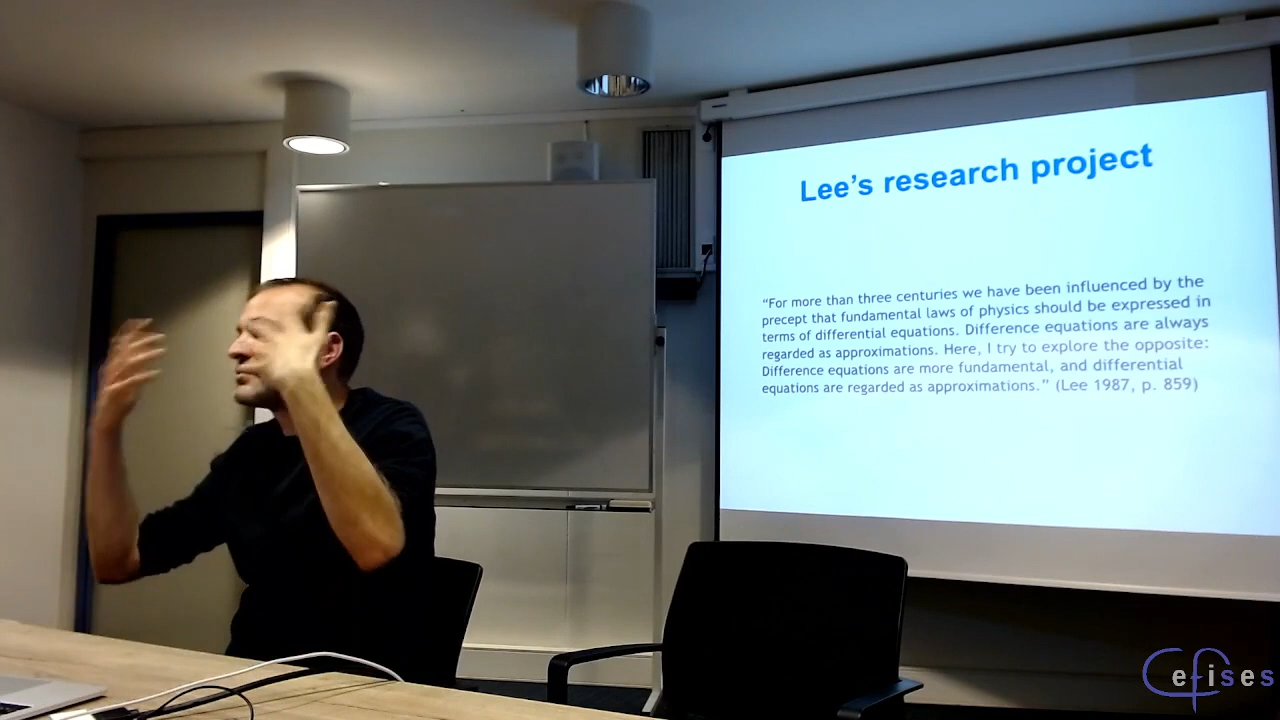 Lee's research project
“For more than three centuries we have been influenced by the
precept that fundamental laws of physics should be expressed in
terms of differential equations. Difference equations are always
regarded as approximations. Here, I try to explore the opposite:
Difference equations are more fundamental, and differential
equations are regarded as approximations.” (Lee 1987, p. 859)
Cefises